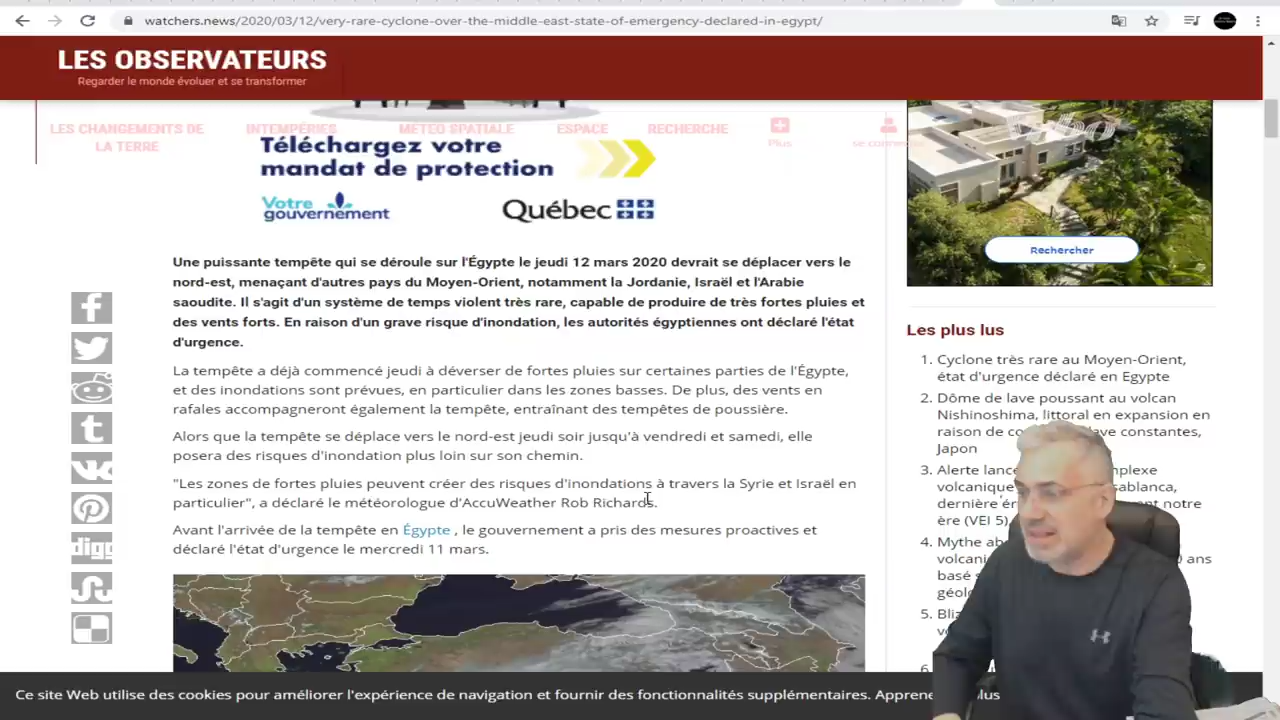 watchers.news/2020/03/12/very-rare-cyclone-over-the-middle-east-state-of-emergency-declared-in-egypt/
LES OBSERVATEURS
Regarder le monde évoluer et se transformer
LES CHANGEMENTS DE
LA TERRE
INTEMPÉRIES
MÉTÉO SPATIALE
ESPACE
RECHERCHE
Plus
Téléchargez votre
mandat de protection
Votre
gouvernement
Québec
Une puissante tempête qui se déroule sur l'Égypte le jeudi 12 mars 2020 devrait se déplacer vers le
nord-est, menaçant d'autres pays du Moyen-Orient, notamment la Jordanie, Israël et l'Arabie
saoudite. Il s'agit d'un système de temps violent très rare, capable de produire de très fortes pluies et
des vents forts. En raison d'un grave risque d'inondation, les autorités égyptiennes ont déclaré l'état
d'urgence.
La tempête a déjà commencé jeudi à déverser de fortes pluies sur certaines parties de l'Égypte,
et des inondations sont prévues, en particulier dans les zones basses. De plus, des vents en
rafales accompagneront également la tempête, entraînant des tempêtes de poussière.
Alors que la tempête se déplace vers le nord-est jeudi soir jusqu'à vendredi et samedi, elle
posera des risques d'inondation plus loin sur son chemin.
"Les zones de fortes pluies peuvent créer des risques d'inondations à travers la Syrie et Israël en
particulier", a déclaré le météorologue d'AccuWeather Rob Richards.
Avant l'arrivée de la tempête en Égypte , le gouvernement a pris des mesures proactives et
déclaré l'état d'urgence le mercredi 11 mars.
digg
Rechercher
Les plus lus
1. Cyclone très rare au Moyen-Orient,
état d'urgence déclaré en Egypte
2. Dôme de lave poussant au volcan
Nishinoshima, littoral en expansion en
raison de lave constantes,
Japon
3. Alerte
volcanique
dernière notre
ère (VEI 5)
4. Mythe
ans
basé
5.
Ce site Web utilise des cookies pour améliorer l'expérience de navigation et fournir des fonctionnalités supplémentaires. plus